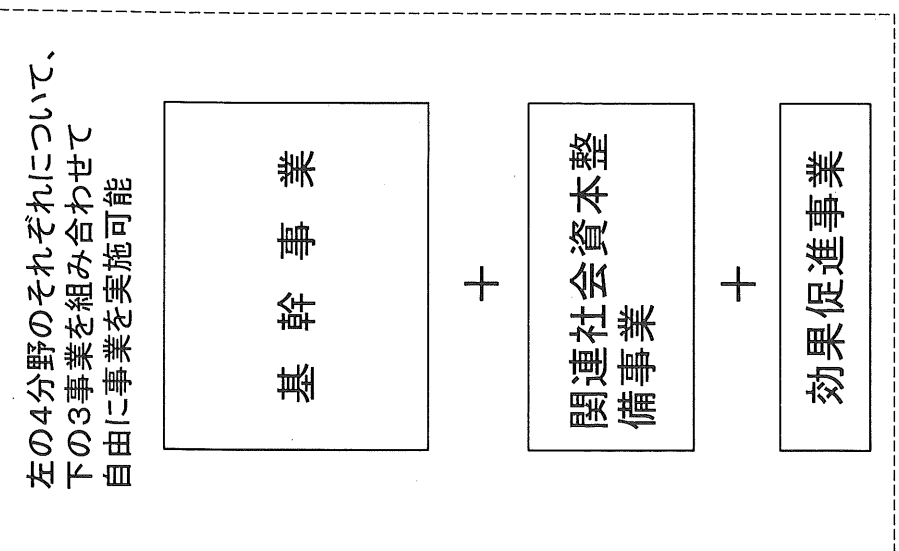 左の4分野のそれぞれについて、
下の3事業を組み合わせて
自由に事業を実施可能
基幹事業
＋
関連社会資本整
備事業
＋
効果促進事業